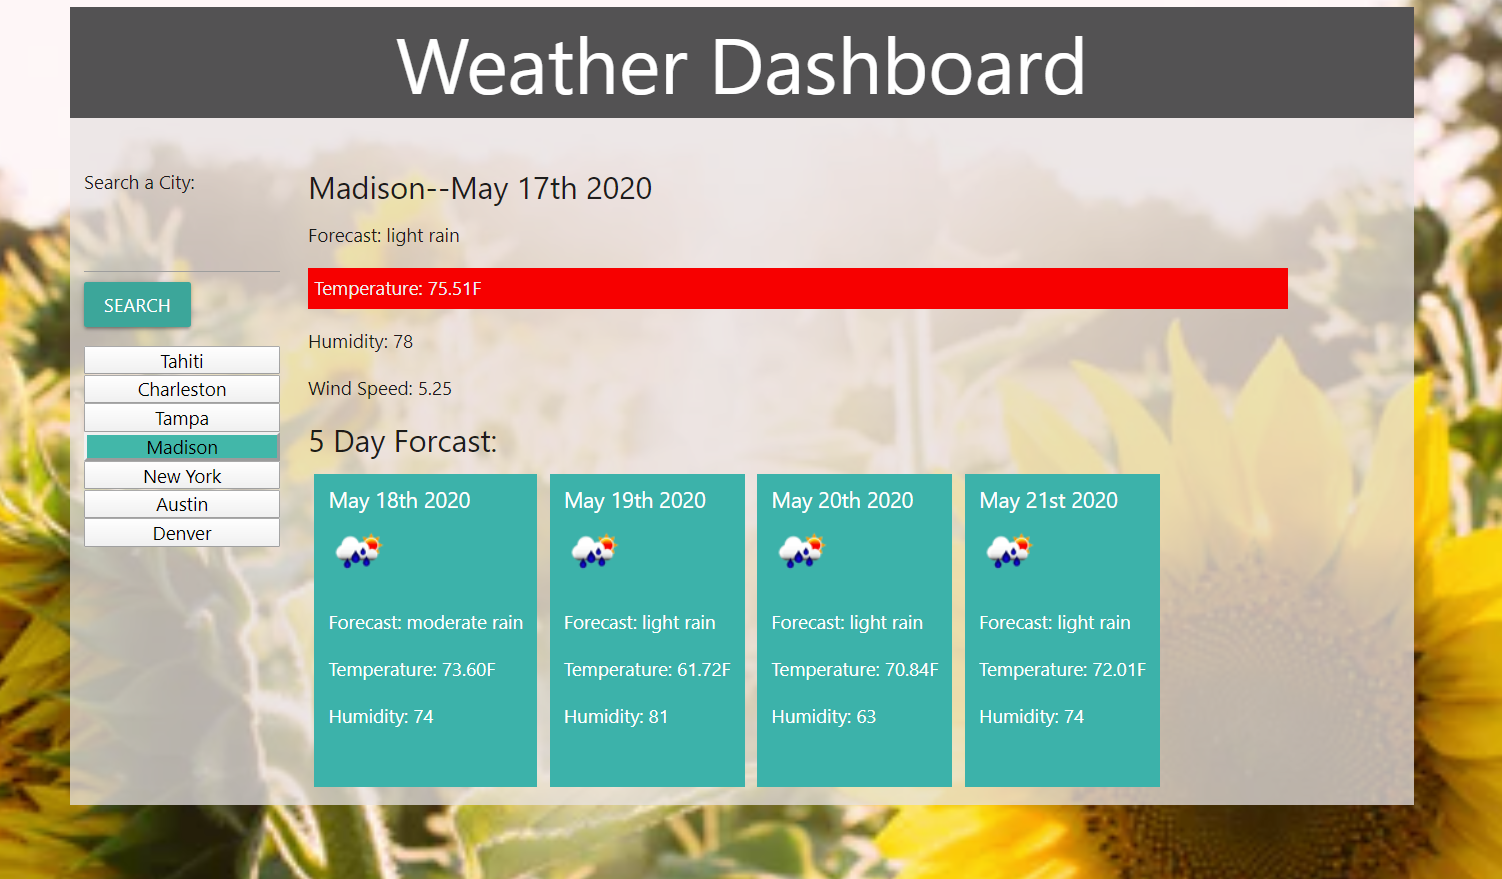 Weather Dashboard
Search a City:
SEARCH
Tahiti
Charleston
Tampa
Madison
New York
Austin
Denver
Madison--May 17th 2020
Forecast: light rain
Temperature: 75.51F
Humidity: 78
Wind Speed: 5.25
5 Day Forcast:
May 18th 2020
Forecast: moderate rain
Temperature: 73.60F
Humidity: 74
May 19th 2020
Forecast: light rain
Temperature: 61.72F
Humidity: 81
May 20th 2020
Forecast: light rain
Temperature: 70.84F
Humidity: 63
May 21st 2020
Forecast: light rain
Temperature: 72.01F
Humidity: 74